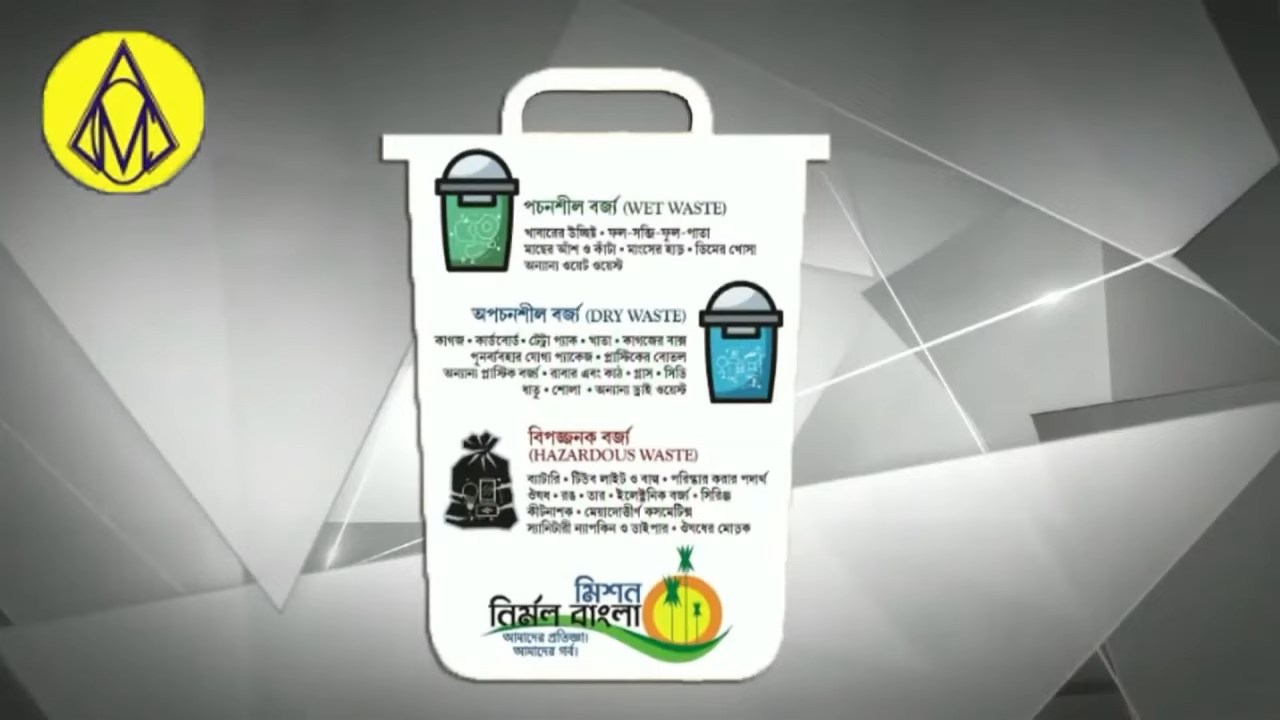 পচনশীল বর্জ্য (WET WASTE)
খাবারের উচ্ছিষ্ট • ফল-সব্জি-ফুল-পাতা
মাছের আঁশ ও কাঁটা • মাংসের হাড় • ডিমের খোসা
অন্যান্য ওয়েট ওয়েস্ট
অপচনশীল বর্জ্য (DRY WASTE)
কাগজ • কার্ডবোর্ড • টেট্রা প্যাক • খাতা • কাগজের বাক্স
পুনর্ব্যবহার যোগ্য প্যাকেজ • প্লাস্টিকের বোতল
অন্যান্য প্লাস্টিক বর্জ্য • রাবার এবং কাঠ • গ্লাস • সিডি
ধাতু • শোলা • অন্যান্য ড্রাই ওয়েস্ট
বিপজ্জনক বর্জ্য
(HAZARDOUS WASTE)
ব্যাটারি • টিউব লাইট ও বাল্ব • পরিষ্কার করার পদার্থ
ঔষধ • রঙ • তার • ইলেক্ট্রনিক বর্জ্য • সিরিঞ্জ
কীটনাশক • মেয়াদোত্তীর্ণ কসমেটিক্স
স্যানিটারী ন্যাপকিন ও ডাইপার • ঔষধের মোড়ক
মিশন
নির্মল বাংলা
আমাদের প্রতিজ্ঞা।
আমাদের গর্ব।